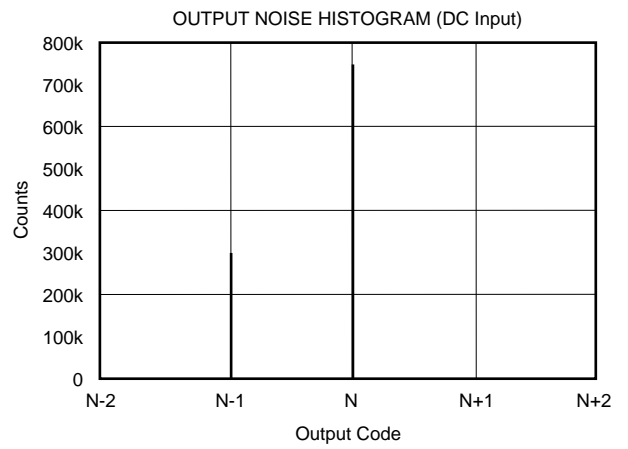 OUTPUT NOISE HISTOGRAM (DC Input)
800k
700k
600k
500k
400k
300k
200k
100k
0
Counts
N-2 N-1 N N+1 N+2
Output Code